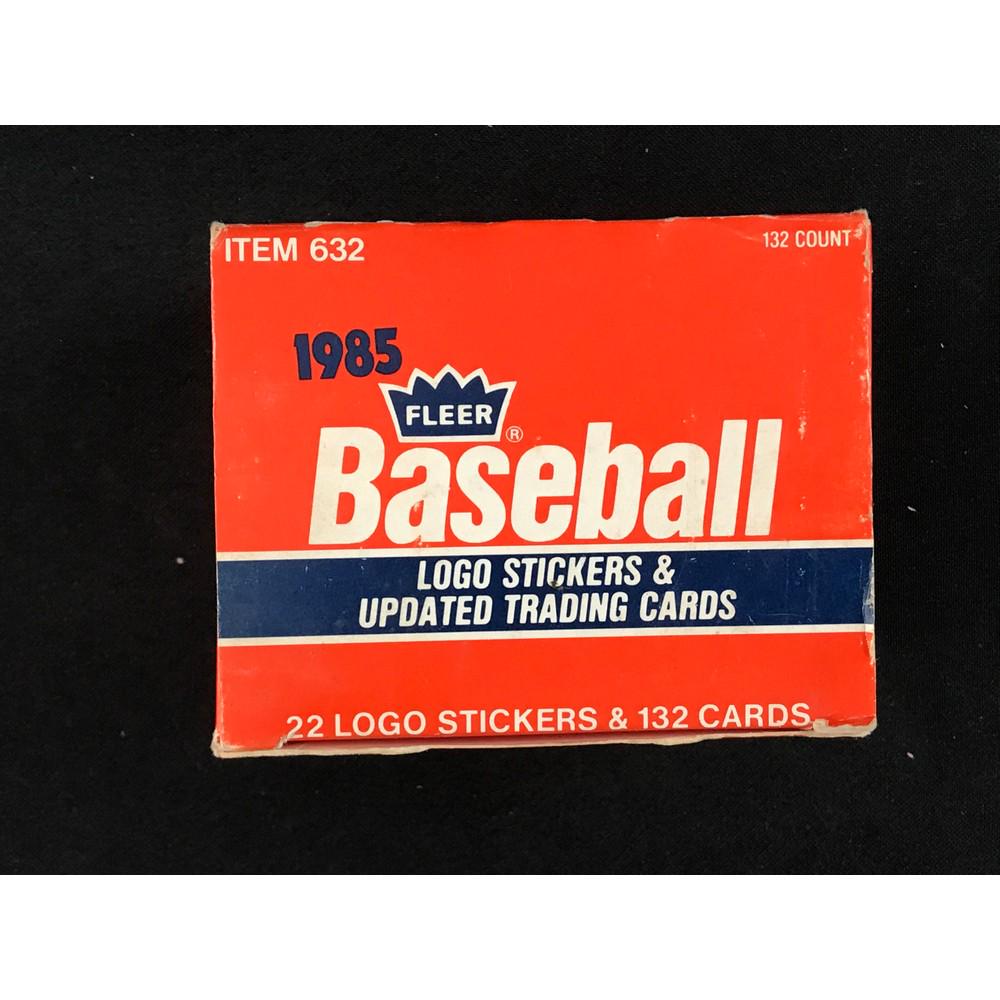 ITEM 632
132 COUNT
1985
FLEER®
Baseball
LOGO STICKERS &
UPDATED TRADING CARDS
22 LOGO STICKERS & 132 CARDS